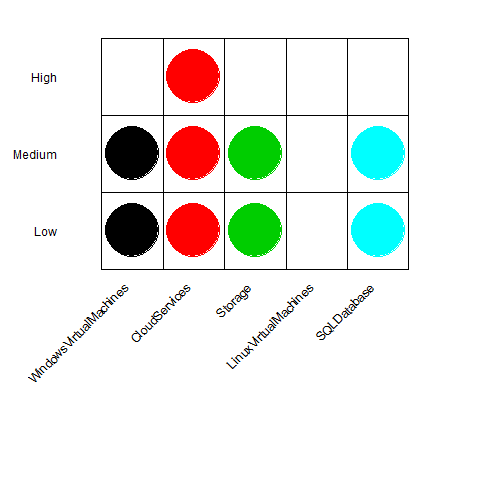 High
Medium
Low
WindowsVirtualMachines
CloudServices
Storage
LinuxVirtualMachines
SQLDatabase